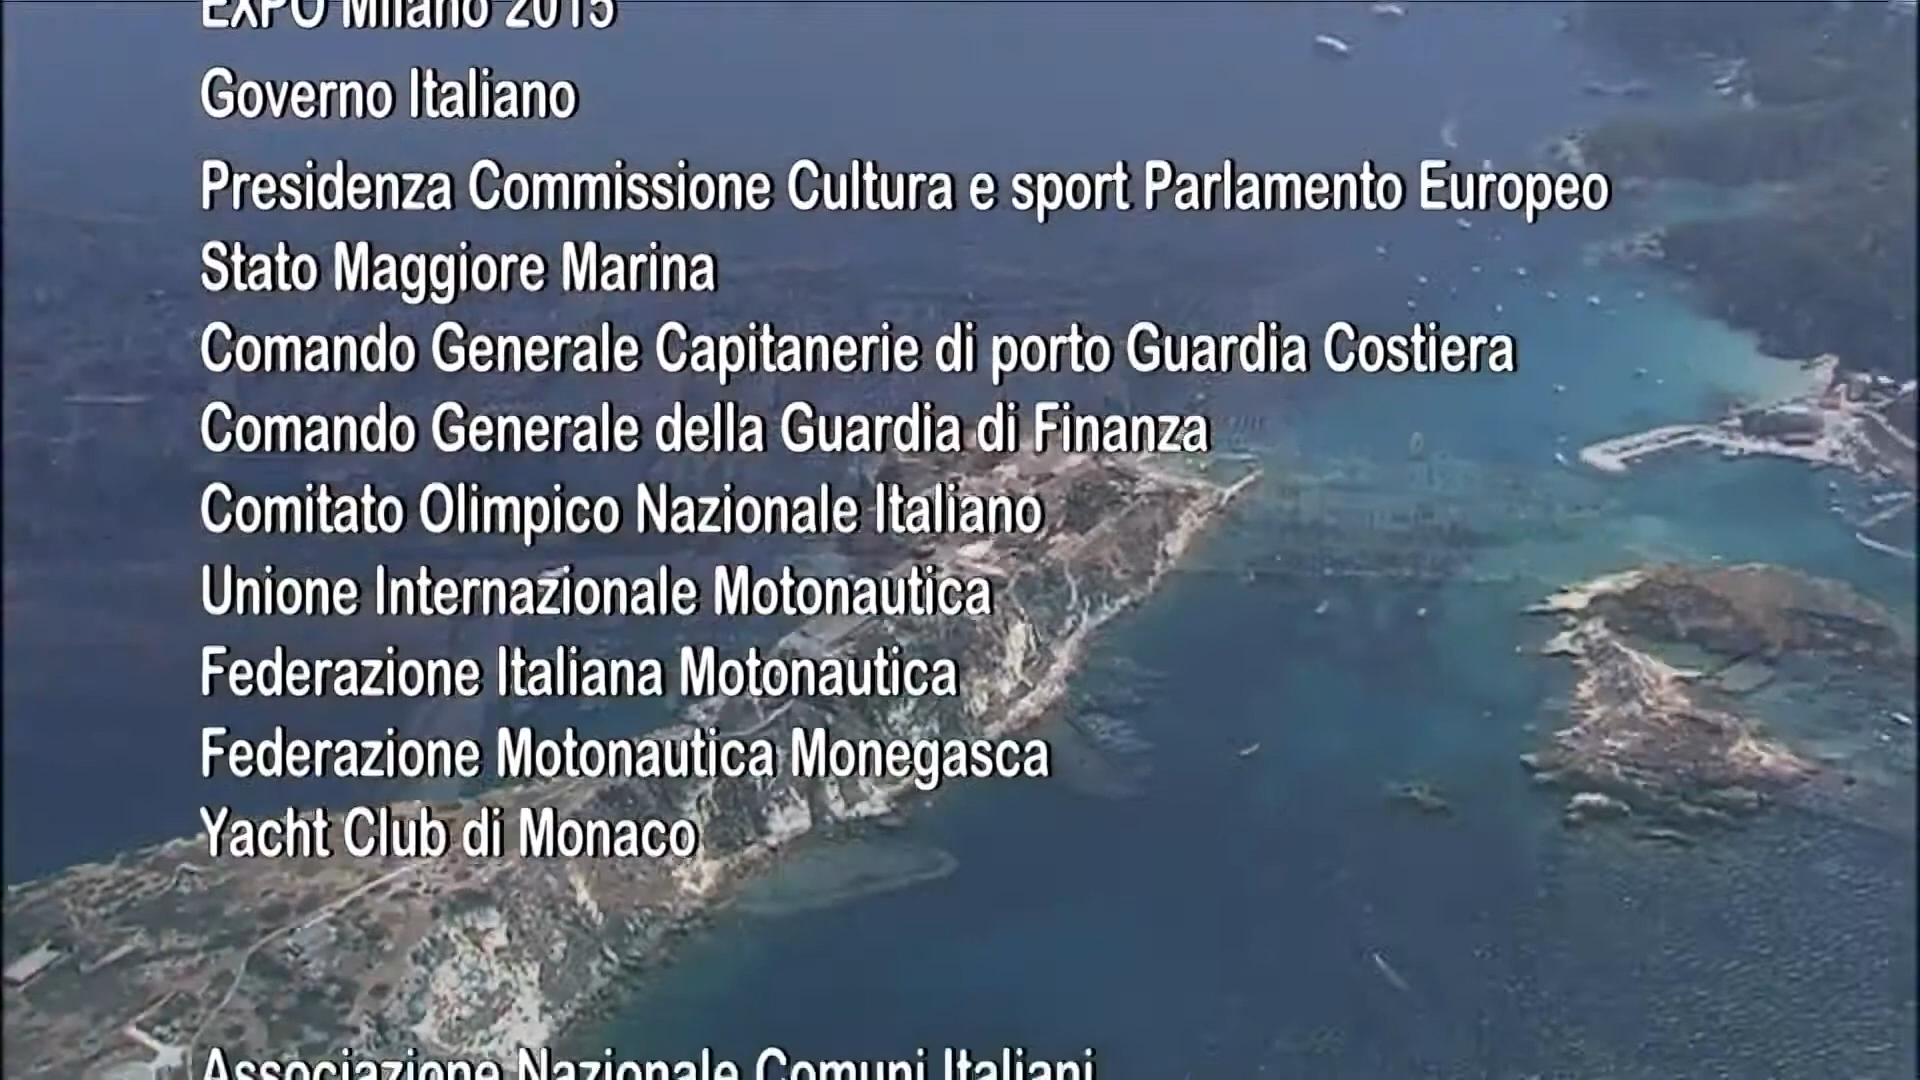 EXPO Milano 2015
Governo Italiano
Presidenza Commissione Cultura e sport Parlamento Europeo
Stato Maggiore Marina
Comando Generale Capitanerie di porto Guardia Costiera
Comando Generale della Guardia di Finanza
Comitato Olimpico Nazionale Italiano
Unione Internazionale Motonautica
Federazione Italiana Motonautica
Federazione Motonautica Monegasca
Yacht Club di Monaco
Associazione Nazionale Comuni Italiani